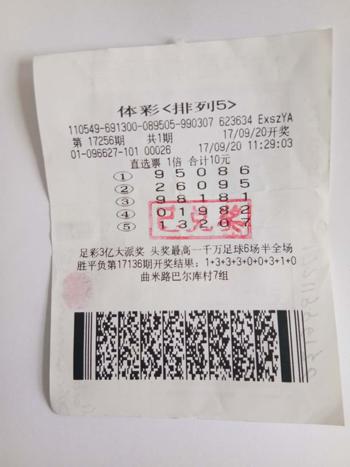 体彩<排列5>
110549-691300-089505-990307 623634 ExszYA
第 17256期 共1期 17/09/20开奖
01-096627-101 00026 17/09/20 11:29:03
直选票 1倍 合计10元
① 9 5 0 8 6
② 2 6 0 9 5
③ 9 8 1 8 1
④ 0 1 9 8 2
⑤ 1 3 2 0 7
已兑奖
足彩3亿大派奖 头奖最高一千万足球6场半全场
胜平负第17136期开奖结果: 1+3+3+3+0+0+3+1+0
曲米路巴尔库村7组